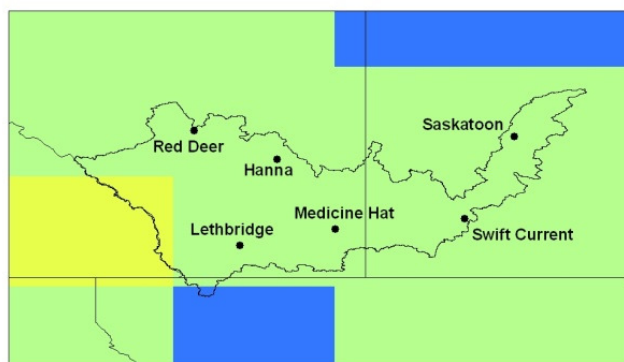 Saskatoon
Red Deer
Hanna
Medicine Hat
Lethbridge
Swift Current